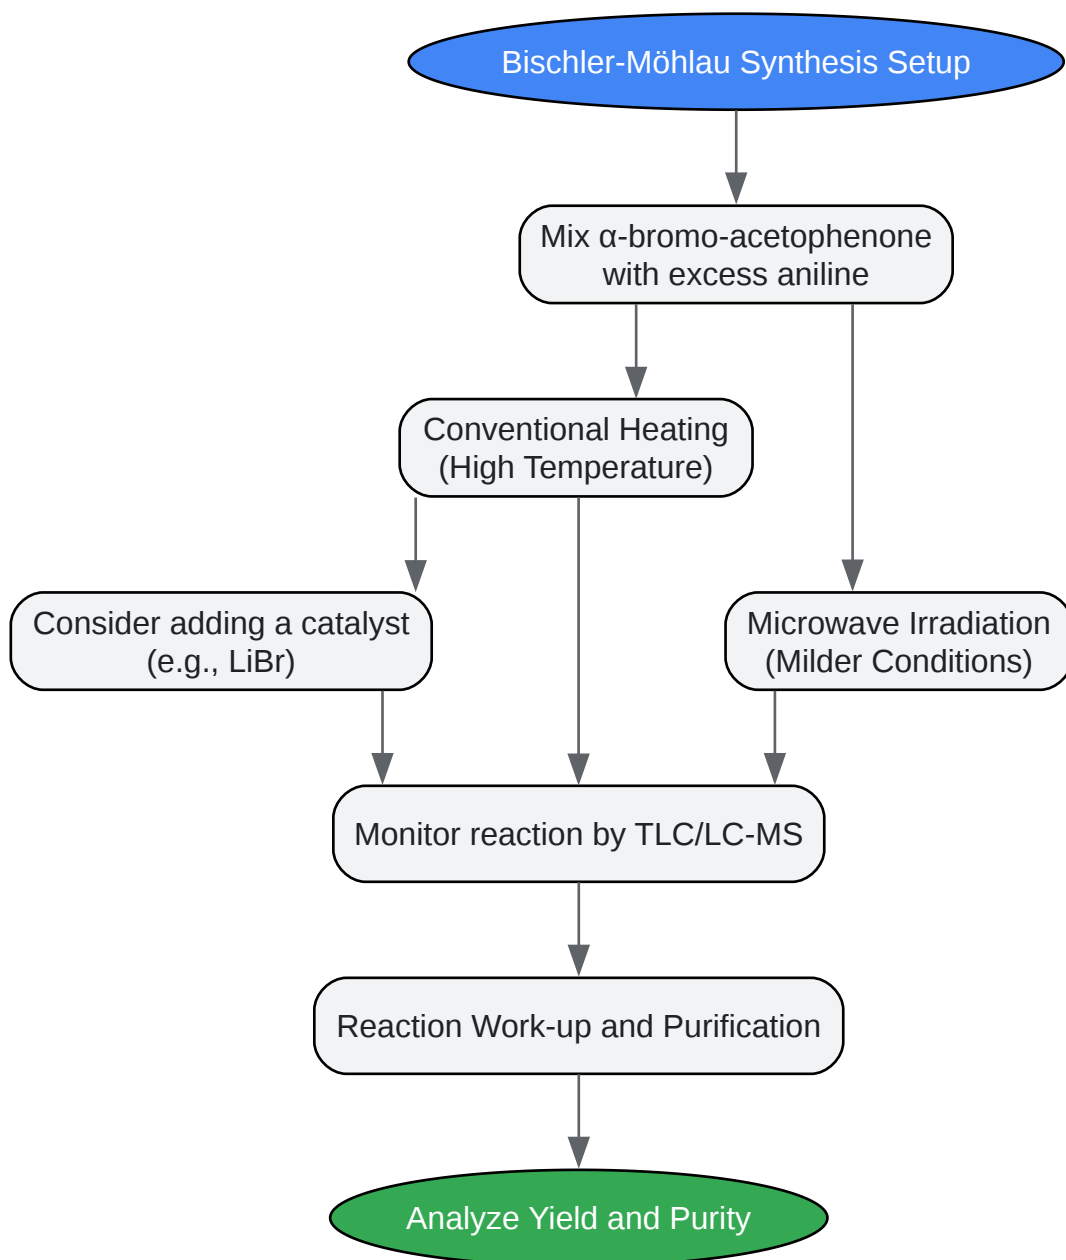 Bischler-Möhlau Synthesis Setup
Mix α-bromo-acetophenone
with excess aniline
Conventional Heating
(High Temperature)
Consider adding a catalyst
(e.g., LiBr)
Microwave Irradiation
(Milder Conditions)
Monitor reaction by TLC/LC-MS
Reaction Work-up and Purification
Analyze Yield and Purity